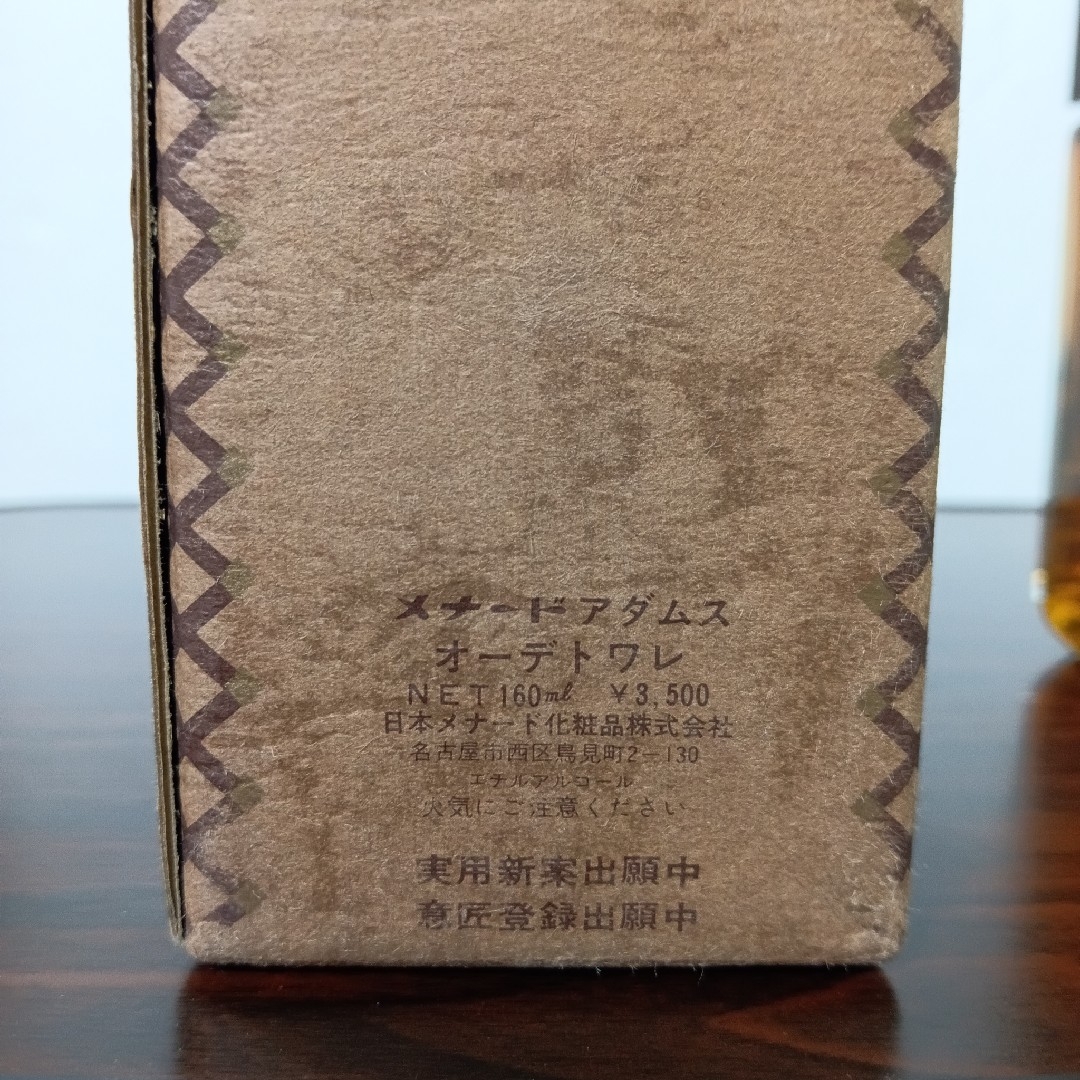 メナードアダムス
オーデトワレ
NET160ml ¥3,500
日本メナード化粧品株式会社
名古屋市西区鳥見町2-130
エチルアルコール
火気にご注意ください
実用新案出願中
意匠登録出願中